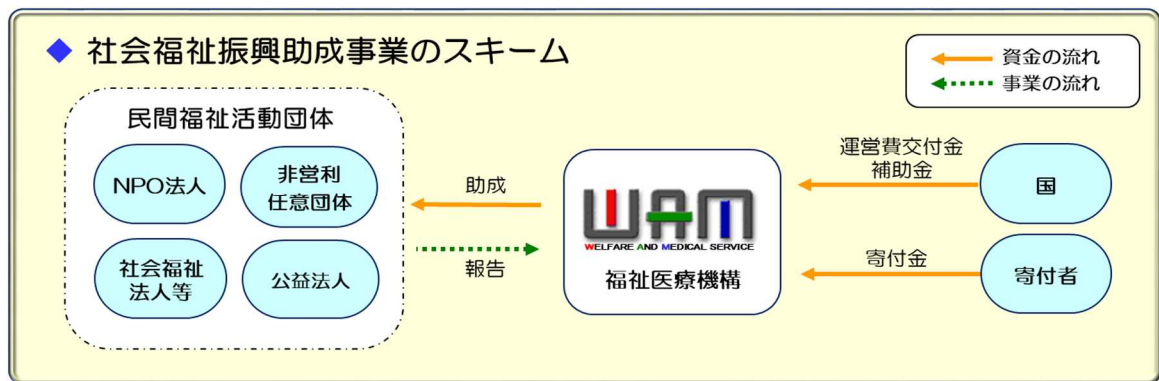 ◆ 社会福祉振興助成事業のスキーム
資金の流れ
事業の流れ
民間福祉活動団体
NPO法人
非営利
任意団体
社会福祉
法人等
公益法人
助成
報告
WAM
WELFARE AND MEDICAL SERVICE
福祉医療機構
運営費交付金
補助金
国
寄付金
寄付者